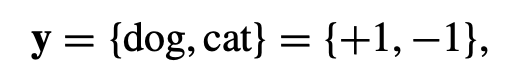 y = {dog, cat} = {+1, −1},